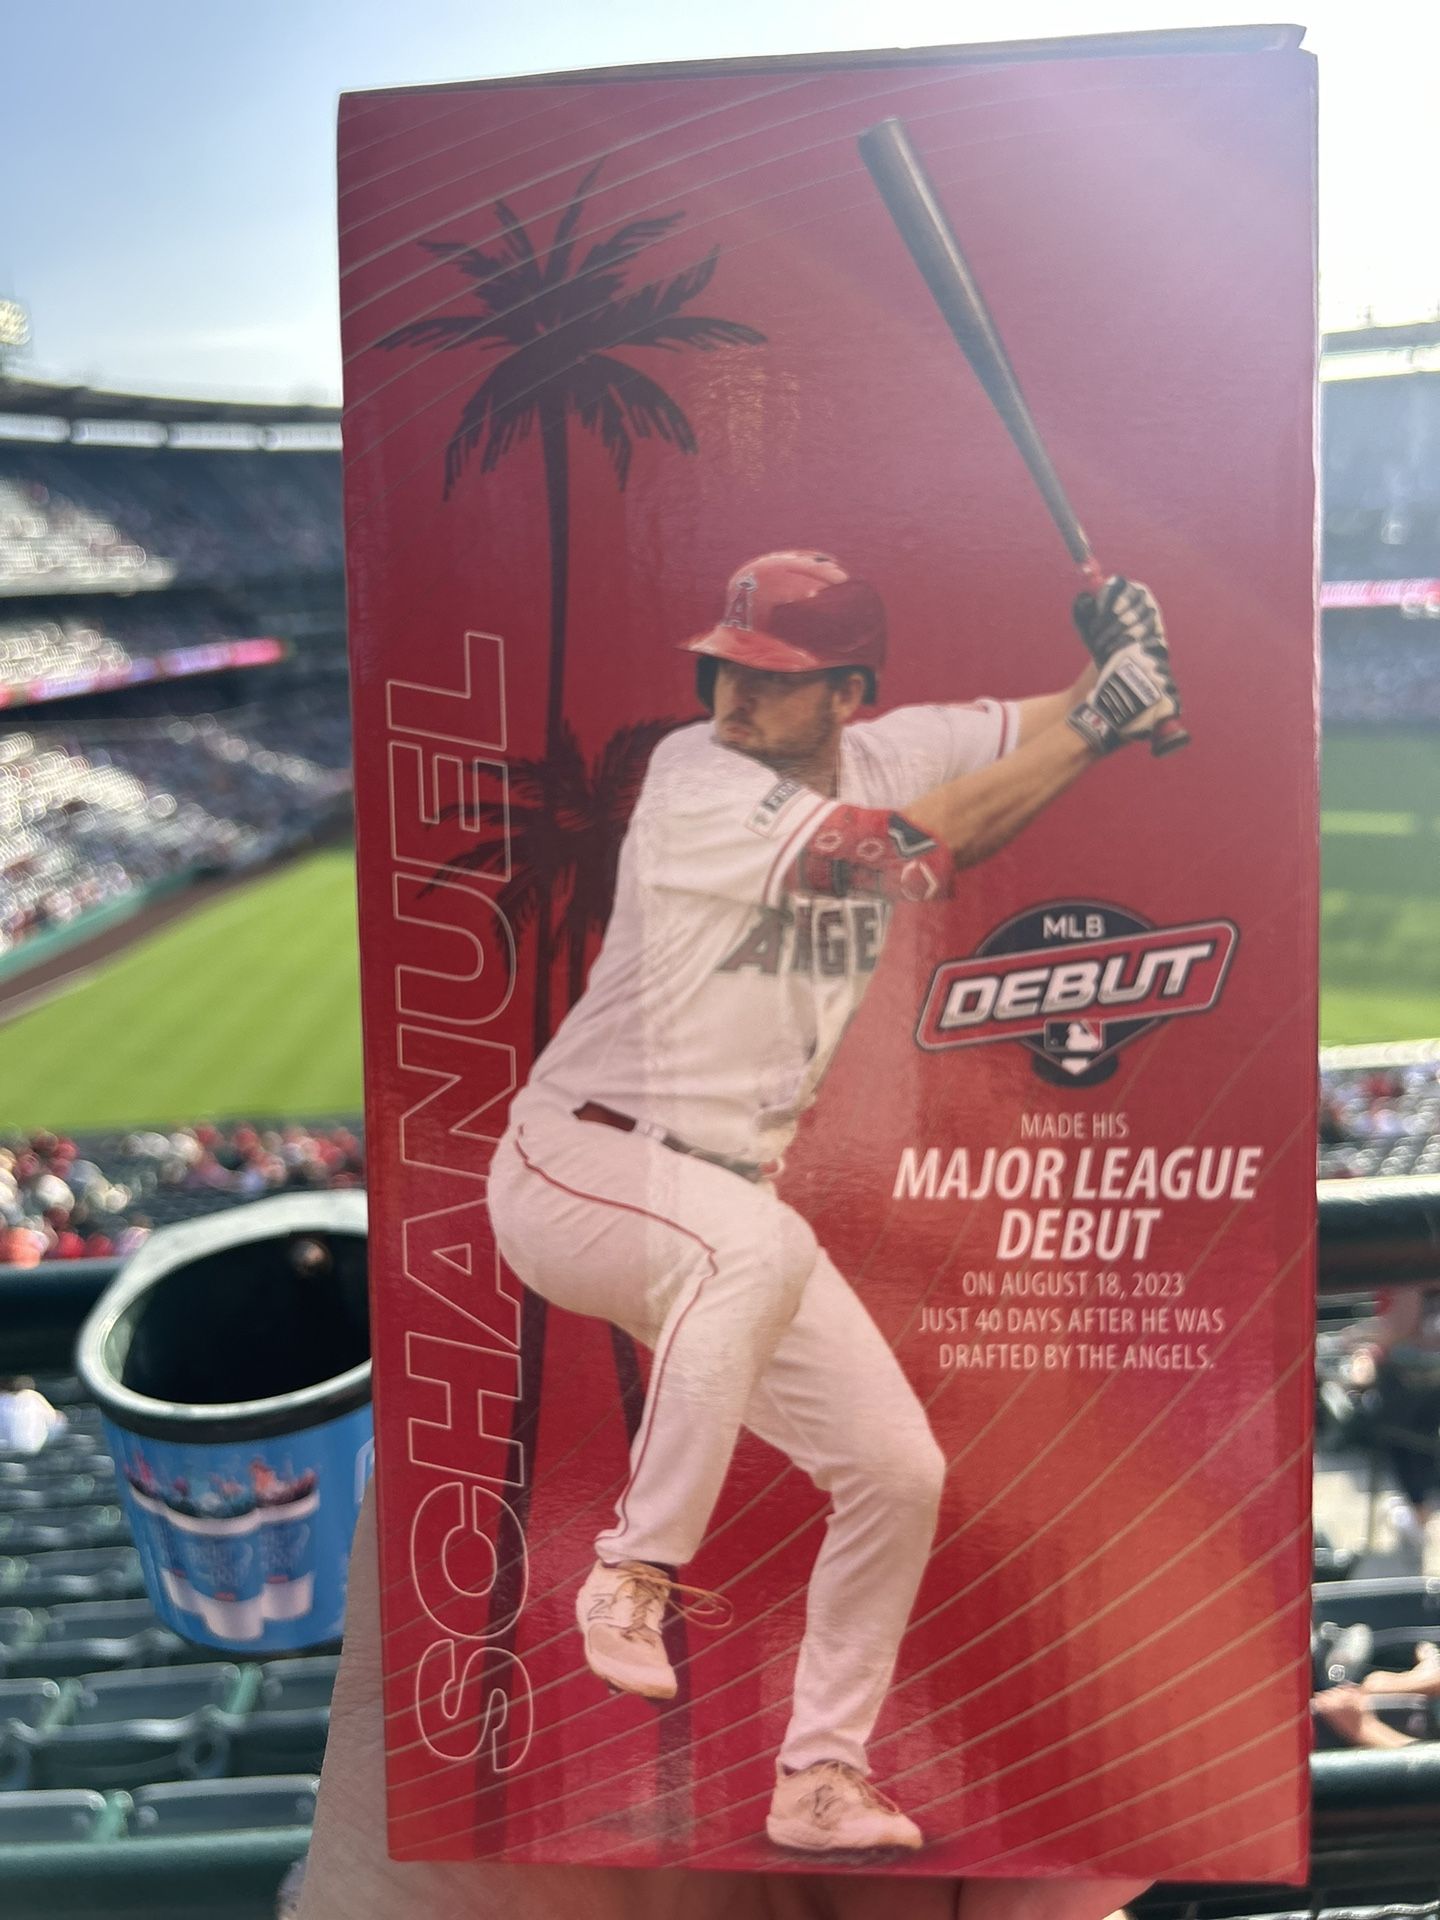 SCHANUEL
A
ANGE
MLB
DEBUT
MADE HIS
MAJOR LEAGUE
DEBUT
ON AUGUST 18, 2023
JUST 40 DAYS AFTER HE WAS
DRAFTED BY THE ANGELS.